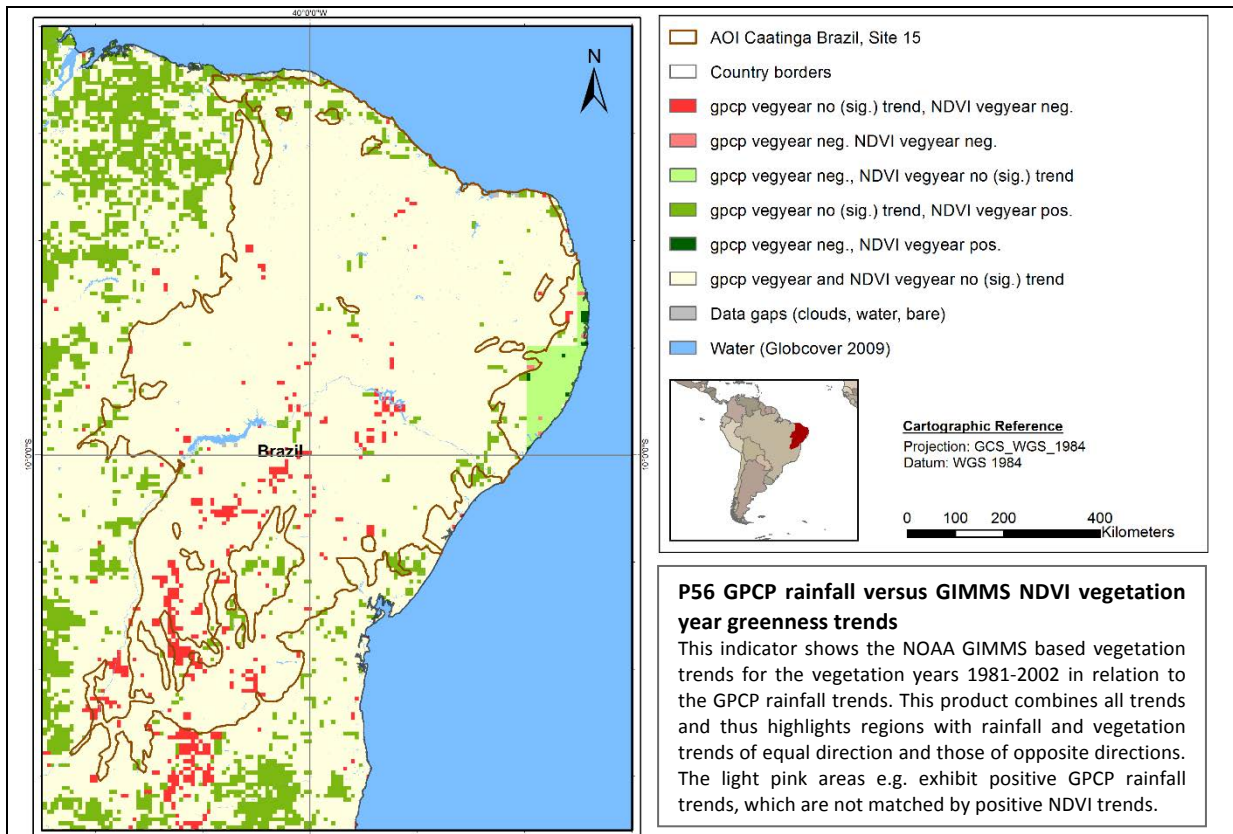 40°0'0"W
N
10°0'0"S
Brazil
10°0'0"S
AOI Caatinga Brazil, Site 15
Country borders
gpcp vegyear no (sig.) trend, NDVI vegyear neg.
gpcp vegyear neg. NDVI vegyear neg.
gpcp vegyear neg., NDVI vegyear no (sig.) trend
gpcp vegyear no (sig.) trend, NDVI vegyear pos.
gpcp vegyear neg., NDVI vegyear pos.
gpcp vegyear and NDVI vegyear no (sig.) trend
Data gaps (clouds, water, bare)
Water (Globcover 2009)
Cartographic Reference
Projection: GCS_WGS_1984
Datum: WGS 1984
0 100 200 400
Kilometers
P56 GPCP rainfall versus GIMMS NDVI vegetation
year greenness trends
This indicator shows the NOAA GIMMS based vegetation
trends for the vegetation years 1981-2002 in relation to
the GPCP rainfall trends. This product combines all trends
and thus highlights regions with rainfall and vegetation
trends of equal direction and those of opposite directions.
The light pink areas e.g. exhibit positive GPCP rainfall
trends, which are not matched by positive NDVI trends.